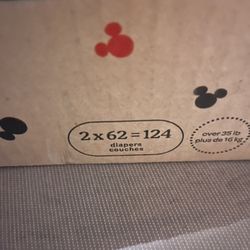 2 x 62 = 124
diapers
couches
over 35 lb
plus de 16 kg